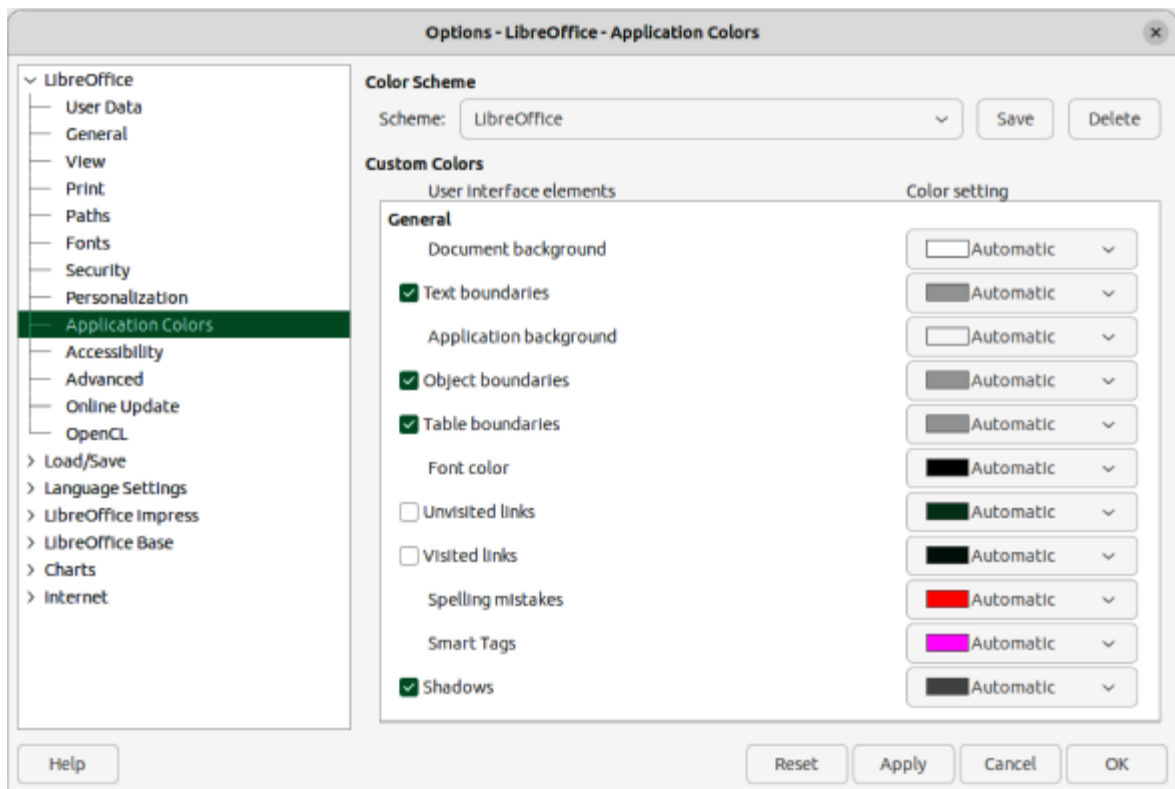 Options - LibreOffice - Application Colors
LibreOffice
User Data
General
View
Print
Paths
Fonts
Security
Personalization
Application Colors
Accessibility
Advanced
Online Update
OpenCL
Load/Save
Language Settings
LibreOffice Impress
LibreOffice Base
Charts
Internet
Color Scheme
Scheme: LibreOffice Save Delete
Custom Colors
User interface elements Color setting
General
Document background Automatic
Text boundaries Automatic
Application background Automatic
Object boundaries Automatic
Table boundaries Automatic
Font color Automatic
Unvisited links Automatic
Visited links Automatic
Spelling mistakes Automatic
Smart Tags Automatic
Shadows Automatic
Help Reset Apply Cancel OK